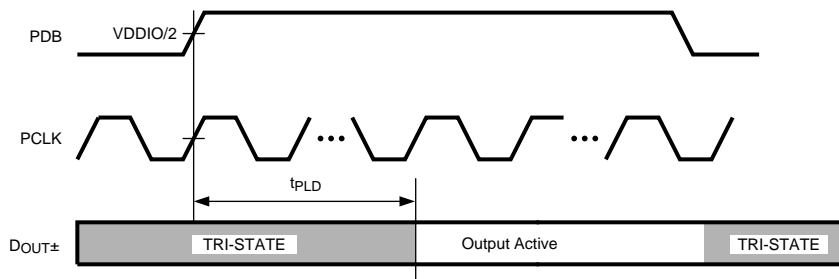 PDB
VDDIO/2
PCLK
tPLD
DOUT±
TRI-STATE
Output Active
TRI-STATE